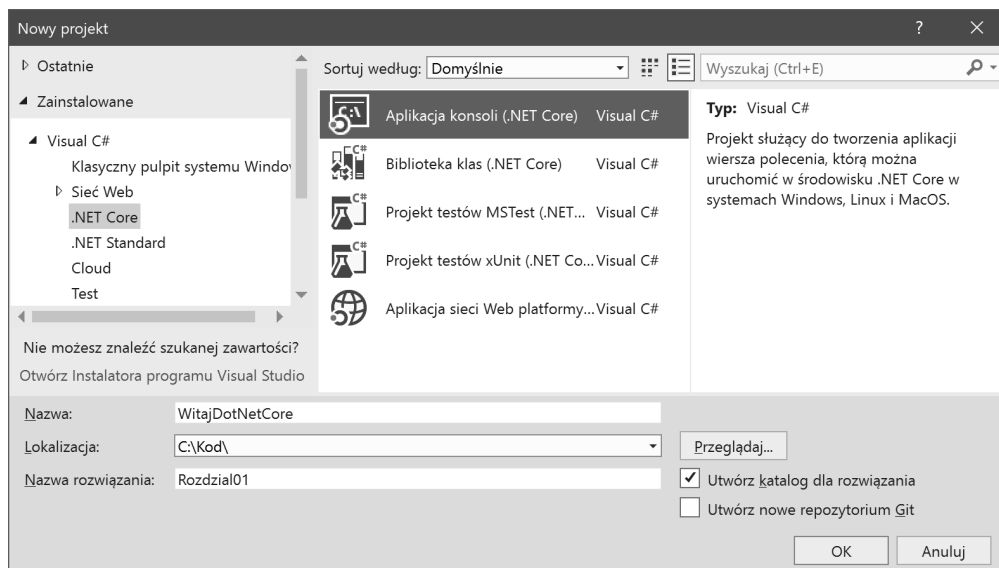 Nowy projekt
?
Ostatnie
Zainstalowane
Visual C#
Klasyczny pulpit systemu Windov
Sieć Web
.NET Core
.NET Standard
Cloud
Test
Nie możesz znaleźć szukanej zawartości?
Otwórz Instalatora programu Visual Studio
Sortuj według: Domyślnie
Aplikacja konsoli (.NET Core) Visual C#
Biblioteka klas (.NET Core) Visual C#
Projekt testów MSTest (.NET... Visual C#
Projekt testów xUnit (.NET Co... Visual C#
Aplikacja sieci Web platformy... Visual C#
Wyszukaj (Ctrl+E)
Typ: Visual C#
Projekt służący do tworzenia aplikacji
wiersza polecenia, którą można
uruchomić w środowisku .NET Core w
systemach Windows, Linux i MacOS.
Nazwa: WitajDotNetCore
Lokalizacja: C:\Kod\ Przeglądaj...
Nazwa rozwiązania: Rozdzial01
Utwórz katalog dla rozwiązania
Utwórz nowe repozytorium Git
OK Anuluj